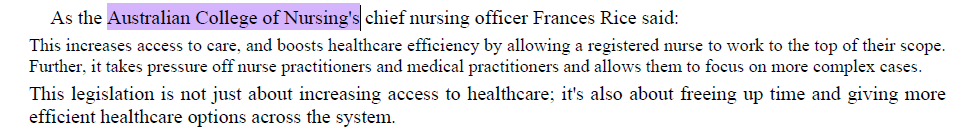 As the Australian College of Nursing's chief nursing officer Frances Rice said:
This increases access to care, and boosts healthcare efficiency by allowing a registered nurse to work to the top of their scope.
Further, it takes pressure off nurse practitioners and medical practitioners and allows them to focus on more complex cases.
This legislation is not just about increasing access to healthcare; it's also about freeing up time and giving more
efficient healthcare options across the system.